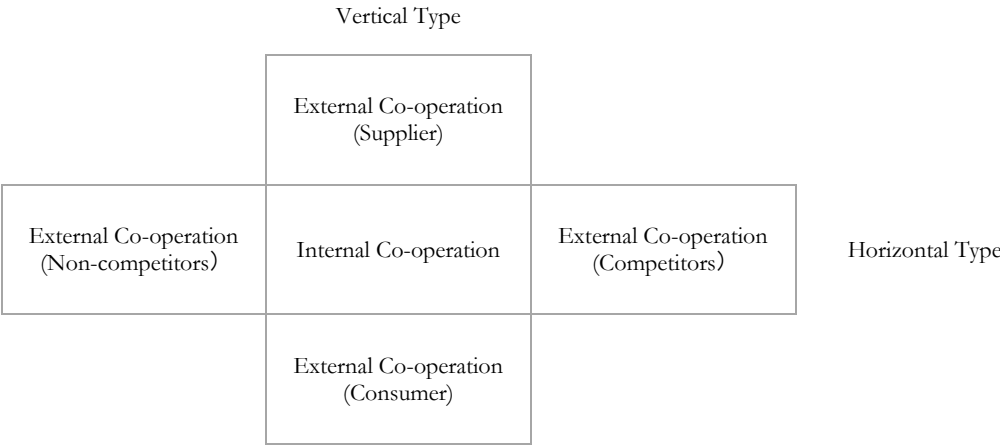 Vertical Type
External Co-operation
(Supplier)
External Co-operation
(Non-competitors）
Internal Co-operation
External Co-operation
(Competitors）
Horizontal Type
External Co-operation
(Consumer)